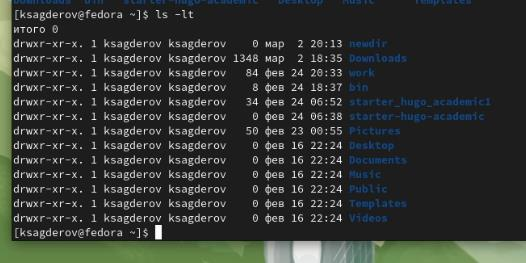 Downloads bin starter-hugo-academic Desktop Music Templates
[ksagderov@fedora ~]$ ls -lt
итого 0
drwxr-xr-x. 1 ksagderov ksagderov 0 мар 2 20:13 newdir
drwxr-xr-x. 1 ksagderov ksagderov 1348 мар 2 18:35 Downloads
drwxr-xr-x. 1 ksagderov ksagderov 84 фев 24 20:33 work
drwxr-xr-x. 1 ksagderov ksagderov 8 фев 24 18:37 bin
drwxr-xr-x. 1 ksagderov ksagderov 34 фев 24 06:52 starter_hugo_academic1
drwxr-xr-x. 1 ksagderov ksagderov 0 фев 24 06:38 starter-hugo-academic
drwxr-xr-x. 1 ksagderov ksagderov 50 фев 23 00:55 Pictures
drwxr-xr-x. 1 ksagderov ksagderov 0 фев 16 22:24 Desktop
drwxr-xr-x. 1 ksagderov ksagderov 0 фев 16 22:24 Documents
drwxr-xr-x. 1 ksagderov ksagderov 0 фев 16 22:24 Music
drwxr-xr-x. 1 ksagderov ksagderov 0 фев 16 22:24 Public
drwxr-xr-x. 1 ksagderov ksagderov 0 фев 16 22:24 Templates
drwxr-xr-x. 1 ksagderov ksagderov 0 фев 16 22:24 Videos
[ksagderov@fedora ~]$